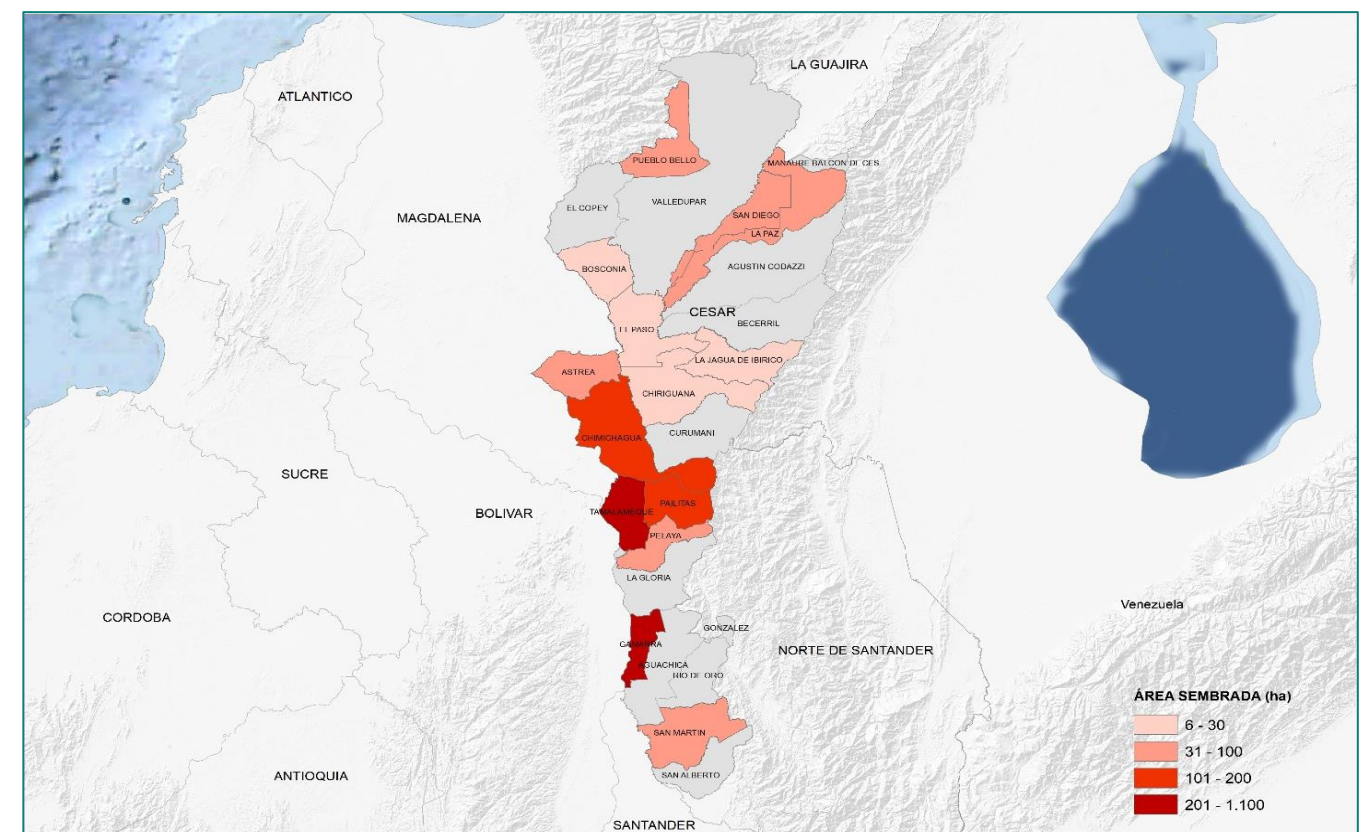 LA GUAJIRA
ATLANTICO
PUEBLO BELLO
MANAURE BALCON DE CES
VALLEDUPAR
EL COPEY
MAGDALENA
SAN DIEGO
LA PAZ
BOSCONIA
AGUSTIN CODAZZI
CESAR
BECERRIL
EL PASO
LA JAGUA DE IBIRICO
ASTREA
CHIRIGUANA
CURUMANI
CHIMICHAGUA
SUCRE
PAILITAS
BOLIVAR
TAMALAMEQUE
PELAYA
LA GLORIA
Venezuela
CORDOBA
GONZALEZ
GAMARRA
NORTE DE SANTANDER
AGUACHICA
RIO DE ORO
ÁREA SEMBRADA (ha)
6 - 30
SAN MARTIN
31 - 100
SAN ALBERTO
ANTIOQUIA
101 - 200
201 - 1.100
SANTANDER